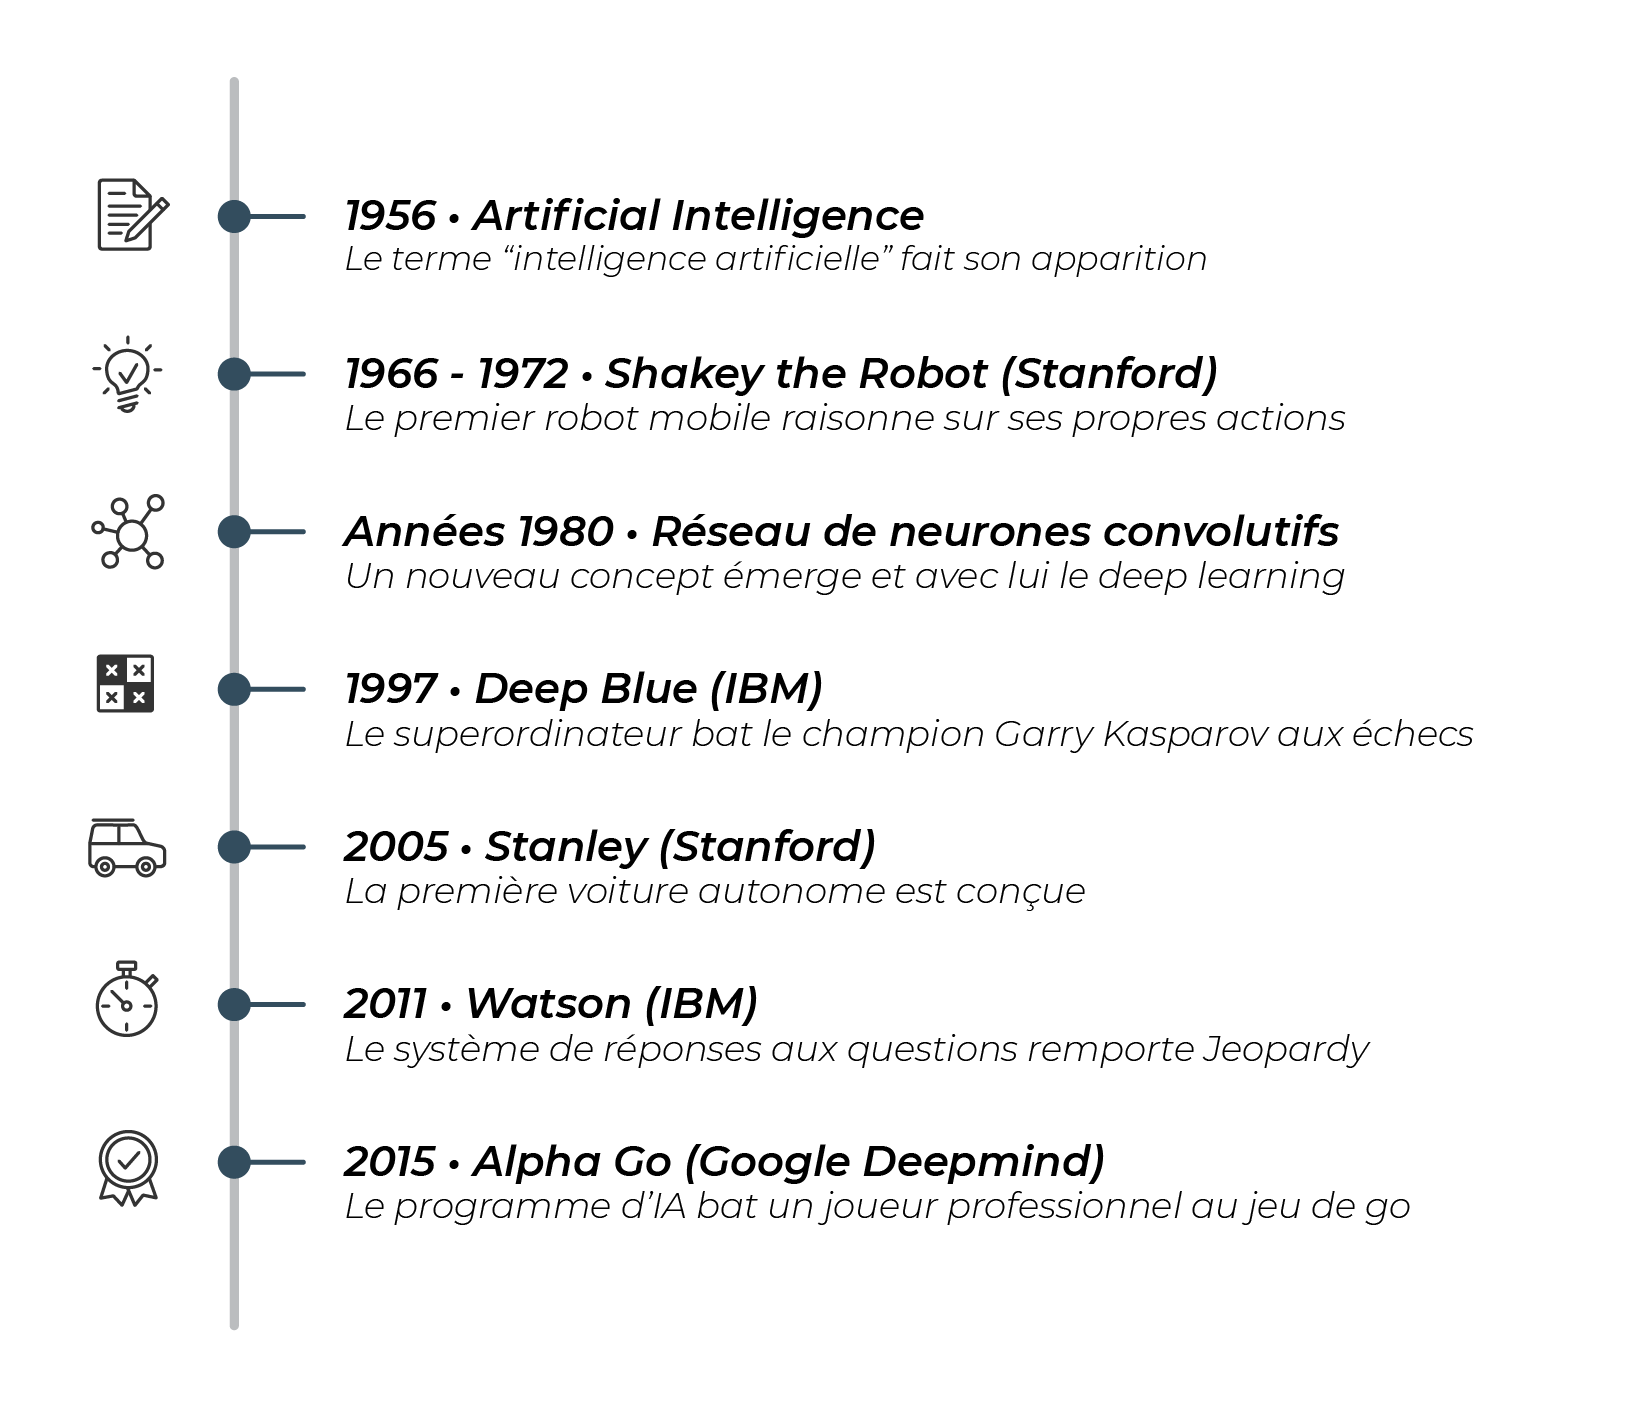 1956 • Artificial Intelligence
Le terme “intelligence artificielle” fait son apparition
1966 - 1972 • Shakey the Robot (Stanford)
Le premier robot mobile raisonne sur ses propres actions
Années 1980 • Réseau de neurones convolutifs
Un nouveau concept émerge et avec lui le deep learning
1997 • Deep Blue (IBM)
Le superordinateur bat le champion Garry Kasparov aux échecs
2005 • Stanley (Stanford)
La première voiture autonome est conçue
2011 • Watson (IBM)
Le système de réponses aux questions remporte Jeopardy
2015 • Alpha Go (Google Deepmind)
Le programme d’IA bat un joueur professionnel au jeu de go